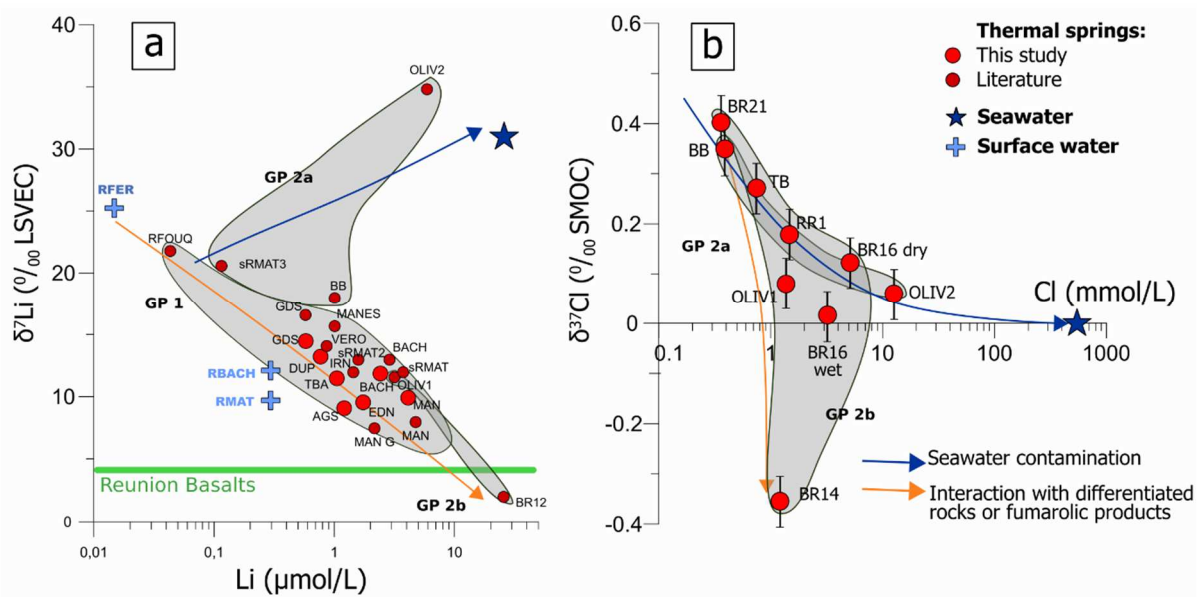 a
40
30
20
10
0
δ⁷Li (⁰/₀₀ LSVEC)
OLIV2
GP 2a
RFER
RFOUQ
sRMAT3
BB
GP 1
GDS
MANES
GDS
VERO
sRMAT2
BACH
DUP
IRN
sRMAT
RBACH
TBA
BACH
OLIV1
RMAT
MAN
AGS
EDN
MAN G
MAN
Reunion Basalts
GP 2b
BR12
0,01
0,1
1
10
Li (µmol/L)
b
0.6
0.4
0.2
0
-0.2
-0.4
δ³⁷Cl (⁰/₀₀ SMOC)
Thermal springs:
This study
Literature
Seawater
Surface water
BR21
BB
TB
RR1
GP 2a
BR16 dry
OLIV1
OLIV2
Cl (mmol/L)
0.1
1
10
100
1000
BR16
wet
GP 2b
BR14
Seawater contamination
Interaction with differentiated
rocks or fumarolic products